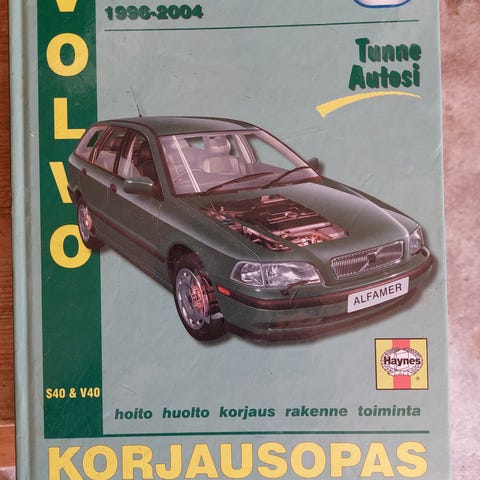 VOLVO
1996-2004
Tunne
Autosi
ALFAMER
Haynes
S40 & V40
hoito huolto korjaus rakenne toiminta
KORJAUSOPAS